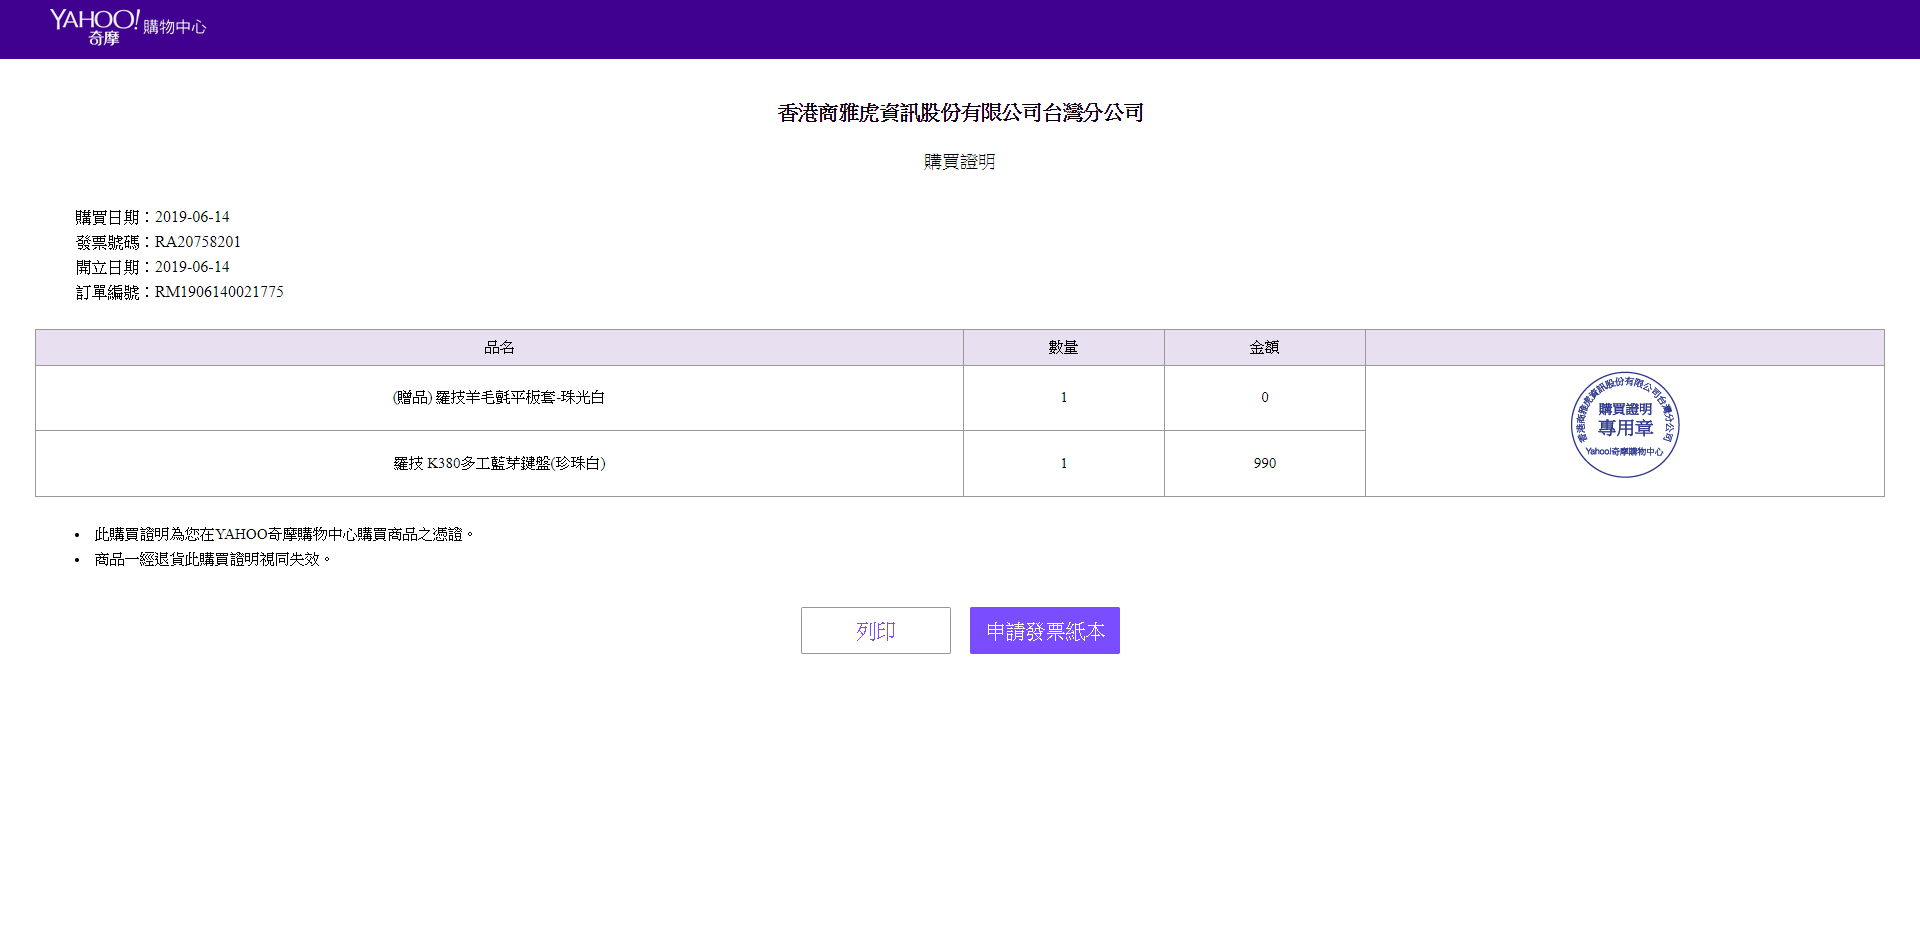 YAHOO!
奇摩 購物中心
香港商雅虎資訊股份有限公司台灣分公司
購買證明
購買日期：2019-06-14
發票號碼：RA20758201
開立日期：2019-06-14
訂單編號：RM1906140021775
品名 數量 金額
(贈品) 羅技羊毛氈平板套-珠光白 1 0
羅技 K380多工藍芽鍵盤(珍珠白) 1 990
香港商雅虎資訊股份有限公司台灣分公司
購買證明
專用章
Yahoo!奇摩購物中心
• 此購買證明為您在YAHOO奇摩購物中心購買商品之憑證。
• 商品一經退貨此購買證明視同失效。
列印 申請發票紙本